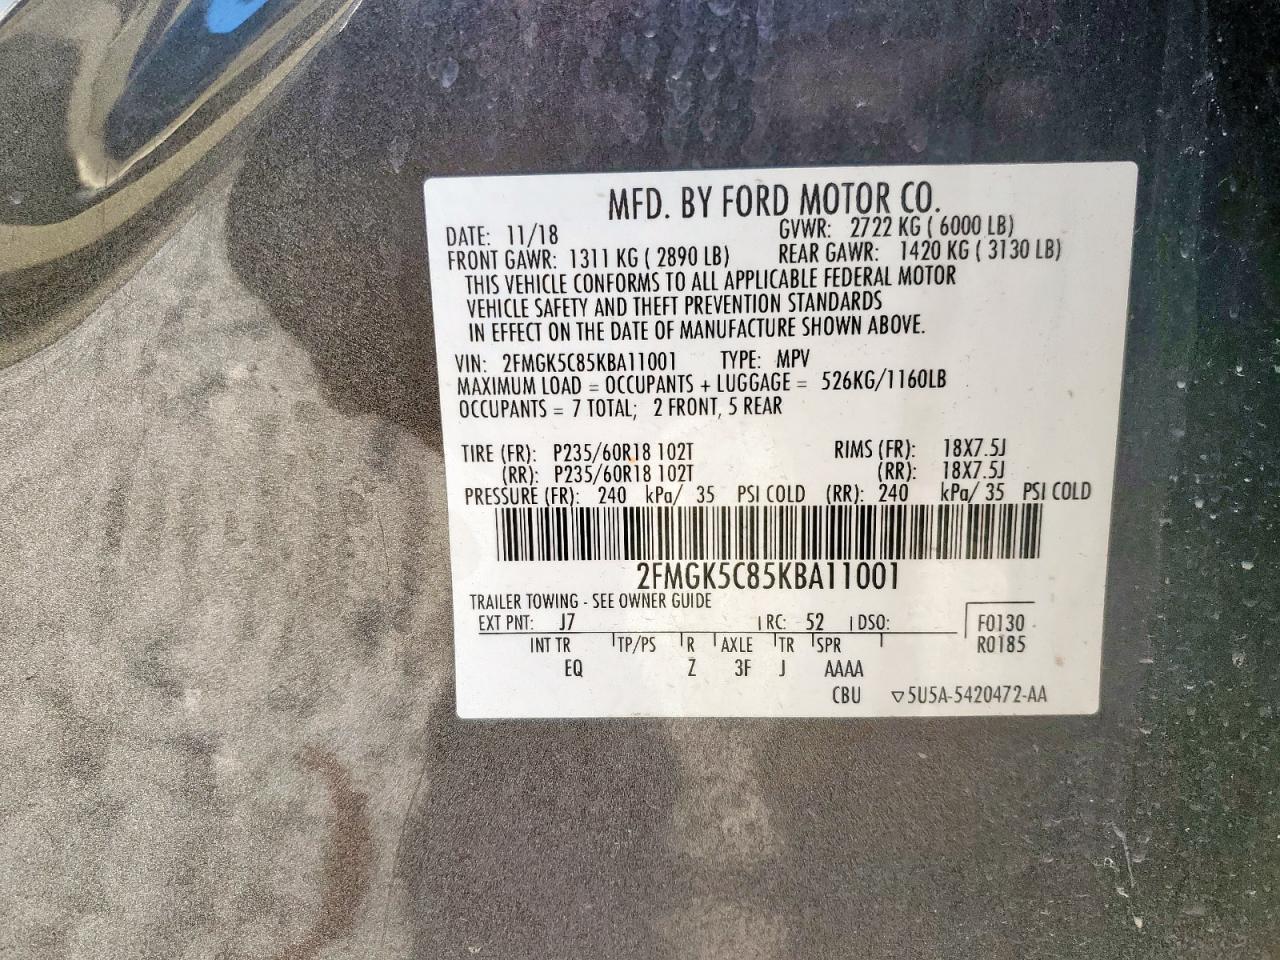 MFD. BY FORD MOTOR CO.
DATE: 11/18 GVWR: 2722 KG ( 6000 LB)
FRONT GAWR: 1311 KG ( 2890 LB) REAR GAWR: 1420 KG ( 3130 LB)
THIS VEHICLE CONFORMS TO ALL APPLICABLE FEDERAL MOTOR
VEHICLE SAFETY AND THEFT PREVENTION STANDARDS
IN EFFECT ON THE DATE OF MANUFACTURE SHOWN ABOVE.
VIN: 2FMGK5C85KBA11001 TYPE: MPV
MAXIMUM LOAD = OCCUPANTS + LUGGAGE = 526KG/1160LB
OCCUPANTS = 7 TOTAL; 2 FRONT, 5 REAR
TIRE (FR): P235/60R18 102T RIMS (FR): 18X7.5J
(RR): P235/60R18 102T (RR): 18X7.5J
PRESSURE (FR): 240 kPa/ 35 PSI COLD (RR): 240 kPa/ 35 PSI COLD
2FMGK5C85KBA11001
TRAILER TOWING - SEE OWNER GUIDE
EXT PNT: J7 RC: 52 DSO: F0130
INT TR TP/PS R AXLE TR SPR R0185
EQ Z 3F J AAAA
CBU ▽5U5A-5420472-AA